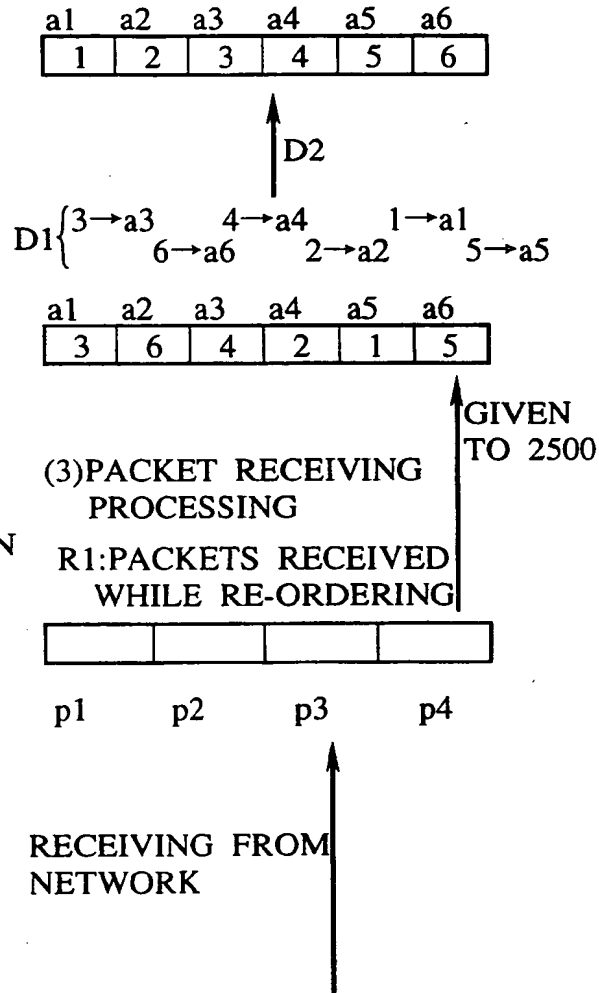 a1 a2 a3 a4 a5 a6
1 2 3 4 5 6
D2
D1{ 3→a3 4→a4 1→a1
6→a6 2→a2 5→a5
a1 a2 a3 a4 a5 a6
3 6 4 2 1 5
GIVEN
TO 2500
(3)PACKET RECEIVING
PROCESSING
N
R1:PACKETS RECEIVED
WHILE RE-ORDERING
p1 p2 p3 p4
RECEIVING FROM
NETWORK